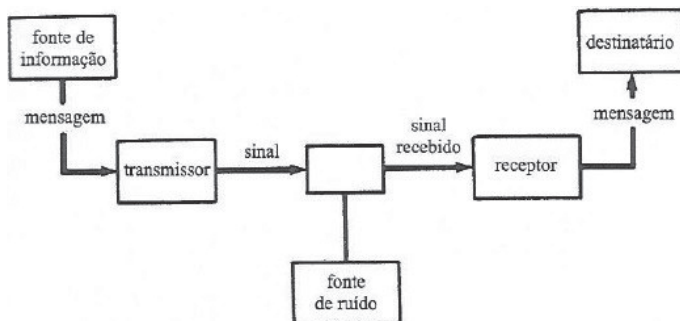 fonte de
informação
destinatário
mensagem
mensagem
transmissor
sinal
sinal
recebido
receptor
fonte
de ruído